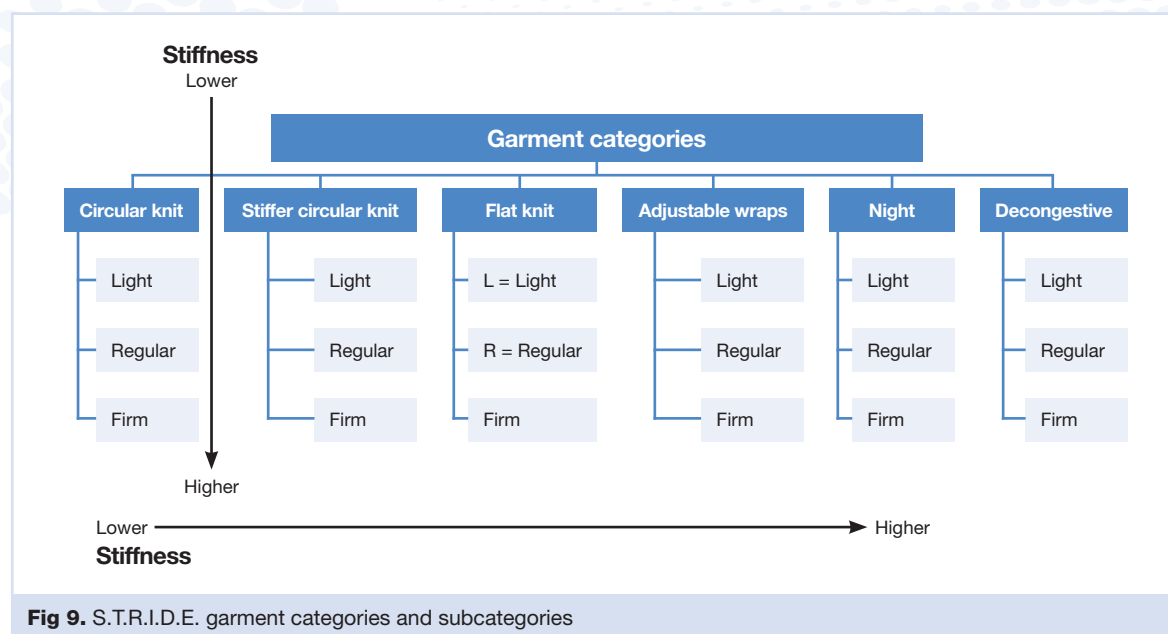 Stiffness
Lower
Garment categories
Circular knit
Stiffer circular knit
Flat knit
Adjustable wraps
Night
Decongestive
Light
Light
L = Light
Light
Light
Light
Regular
Regular
R = Regular
Regular
Regular
Regular
Firm
Firm
Firm
Firm
Firm
Firm
Higher
Lower
Higher
Stiffness
Fig 9. S.T.R.I.D.E. garment categories and subcategories